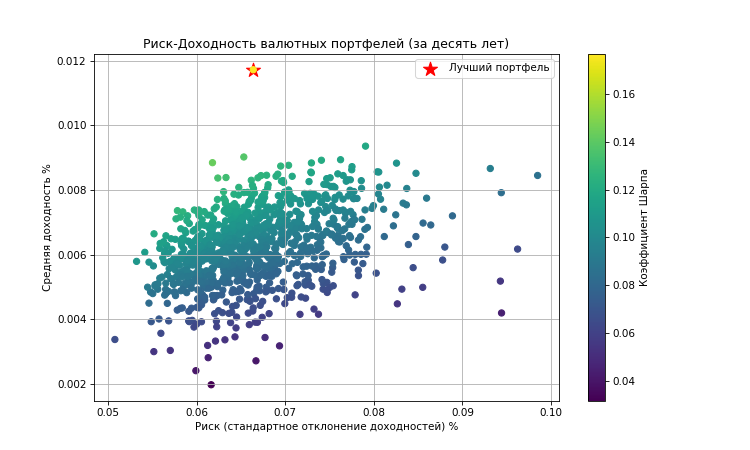 Риск-Доходность валютных портфелей (за десять лет)
Лучший портфель
Средняя доходность %
0.012
0.010
0.008
0.006
0.004
0.002
0.05 0.06 0.07 0.08 0.09 0.10
Риск (стандартное отклонение доходностей) %
0.16
0.14
0.12
0.10
0.08
0.06
0.04
Коэффициент Шарпа